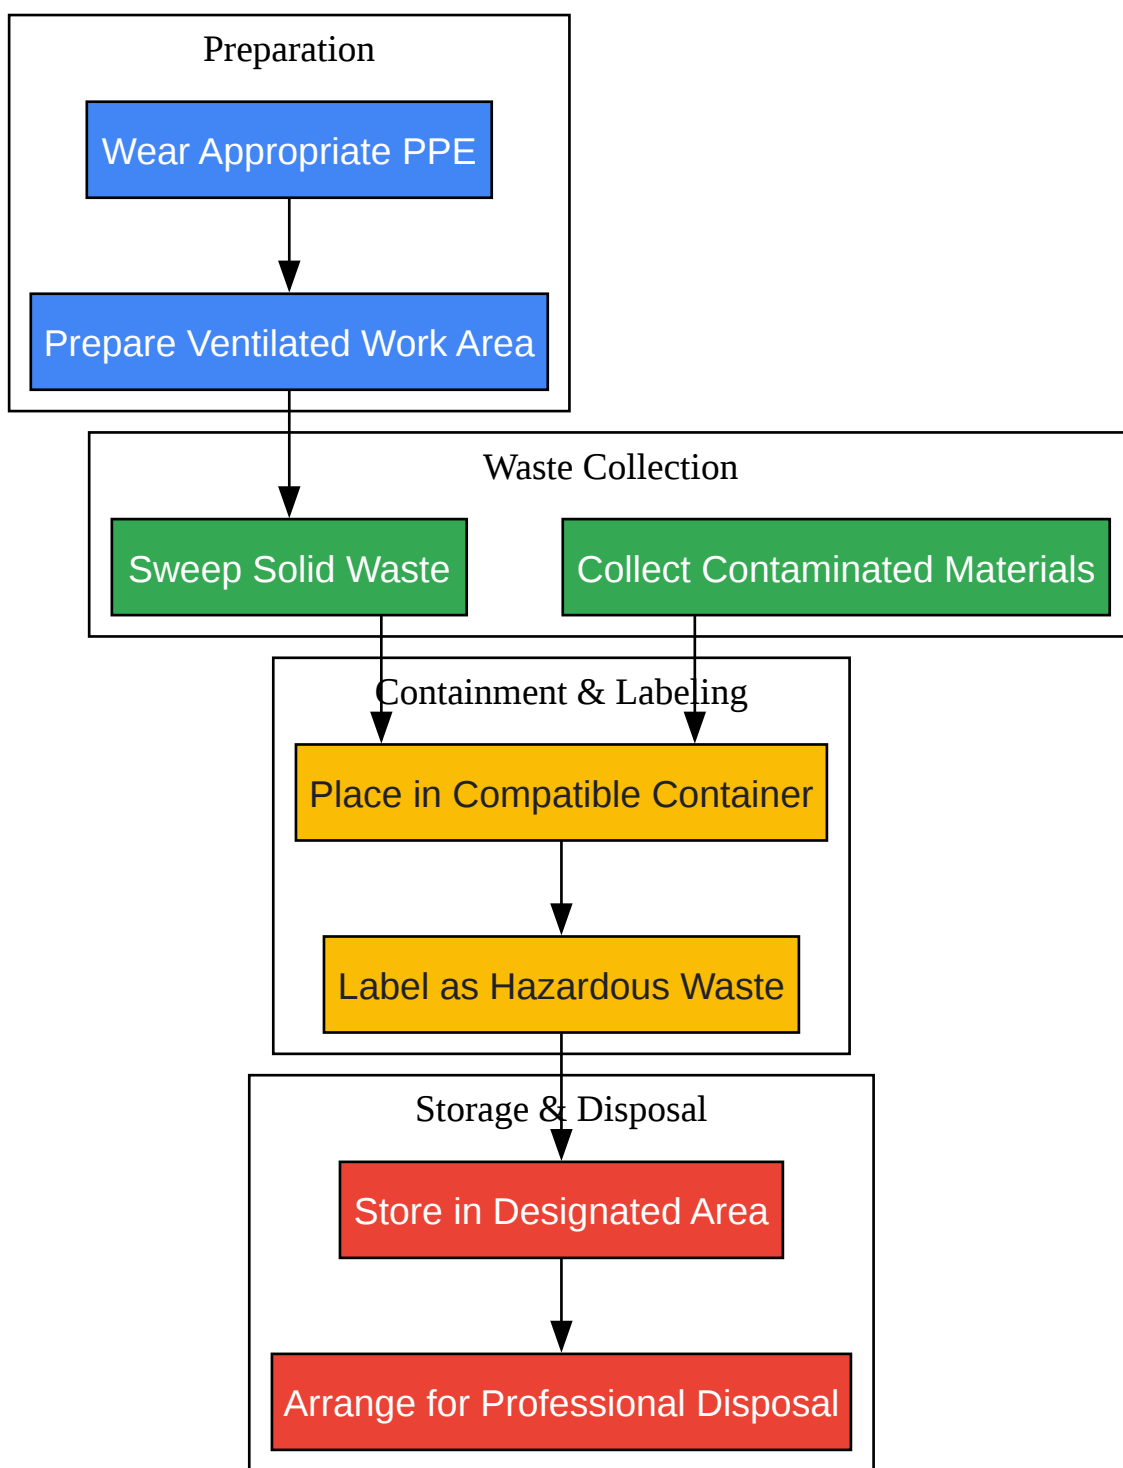 Preparation
Wear Appropriate PPE
Prepare Ventilated Work Area
Waste Collection
Sweep Solid Waste
Collect Contaminated Materials
Containment & Labeling
Place in Compatible Container
Label as Hazardous Waste
Storage & Disposal
Store in Designated Area
Arrange for Professional Disposal